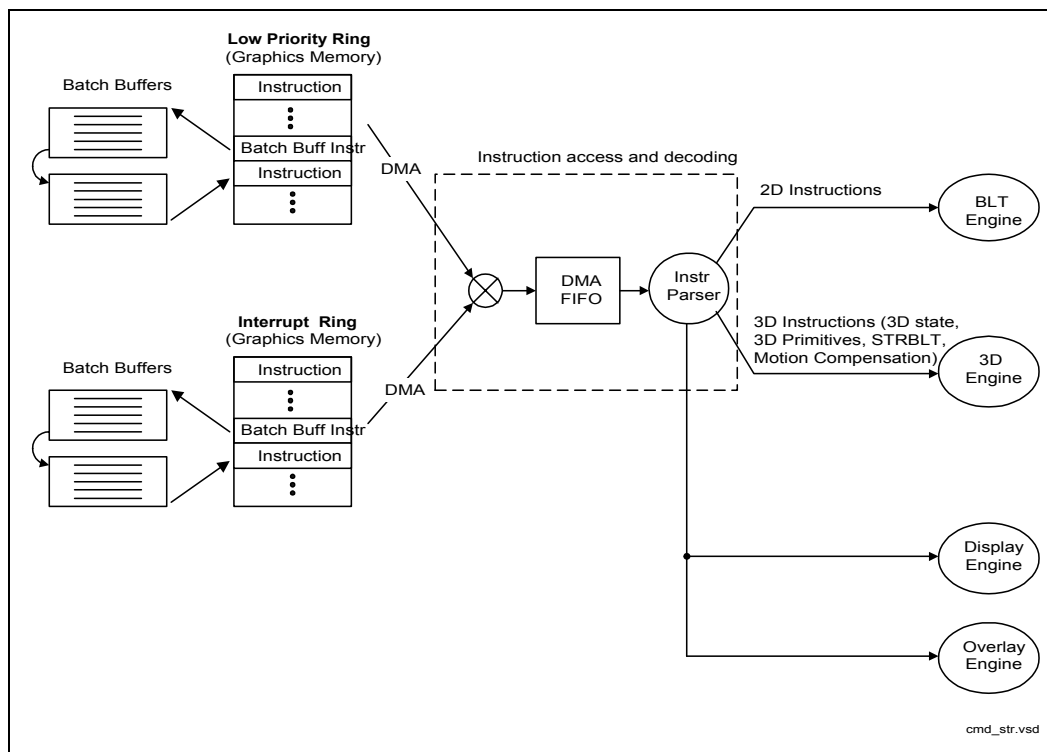 Low Priority Ring
(Graphics Memory)
Batch Buffers
Instruction
Batch Buff Instr
Instruction
DMA
Instruction access and decoding
2D Instructions
BLT
Engine
DMA
FIFO
Instr
Parser
3D Instructions (3D state,
3D Primitives, STRBLT,
Motion Compensation)
3D
Engine
Interrupt Ring
(Graphics Memory)
Batch Buffers
Instruction
DMA
Batch Buff Instr
Instruction
Display
Engine
Overlay
Engine
cmd_str.vsd